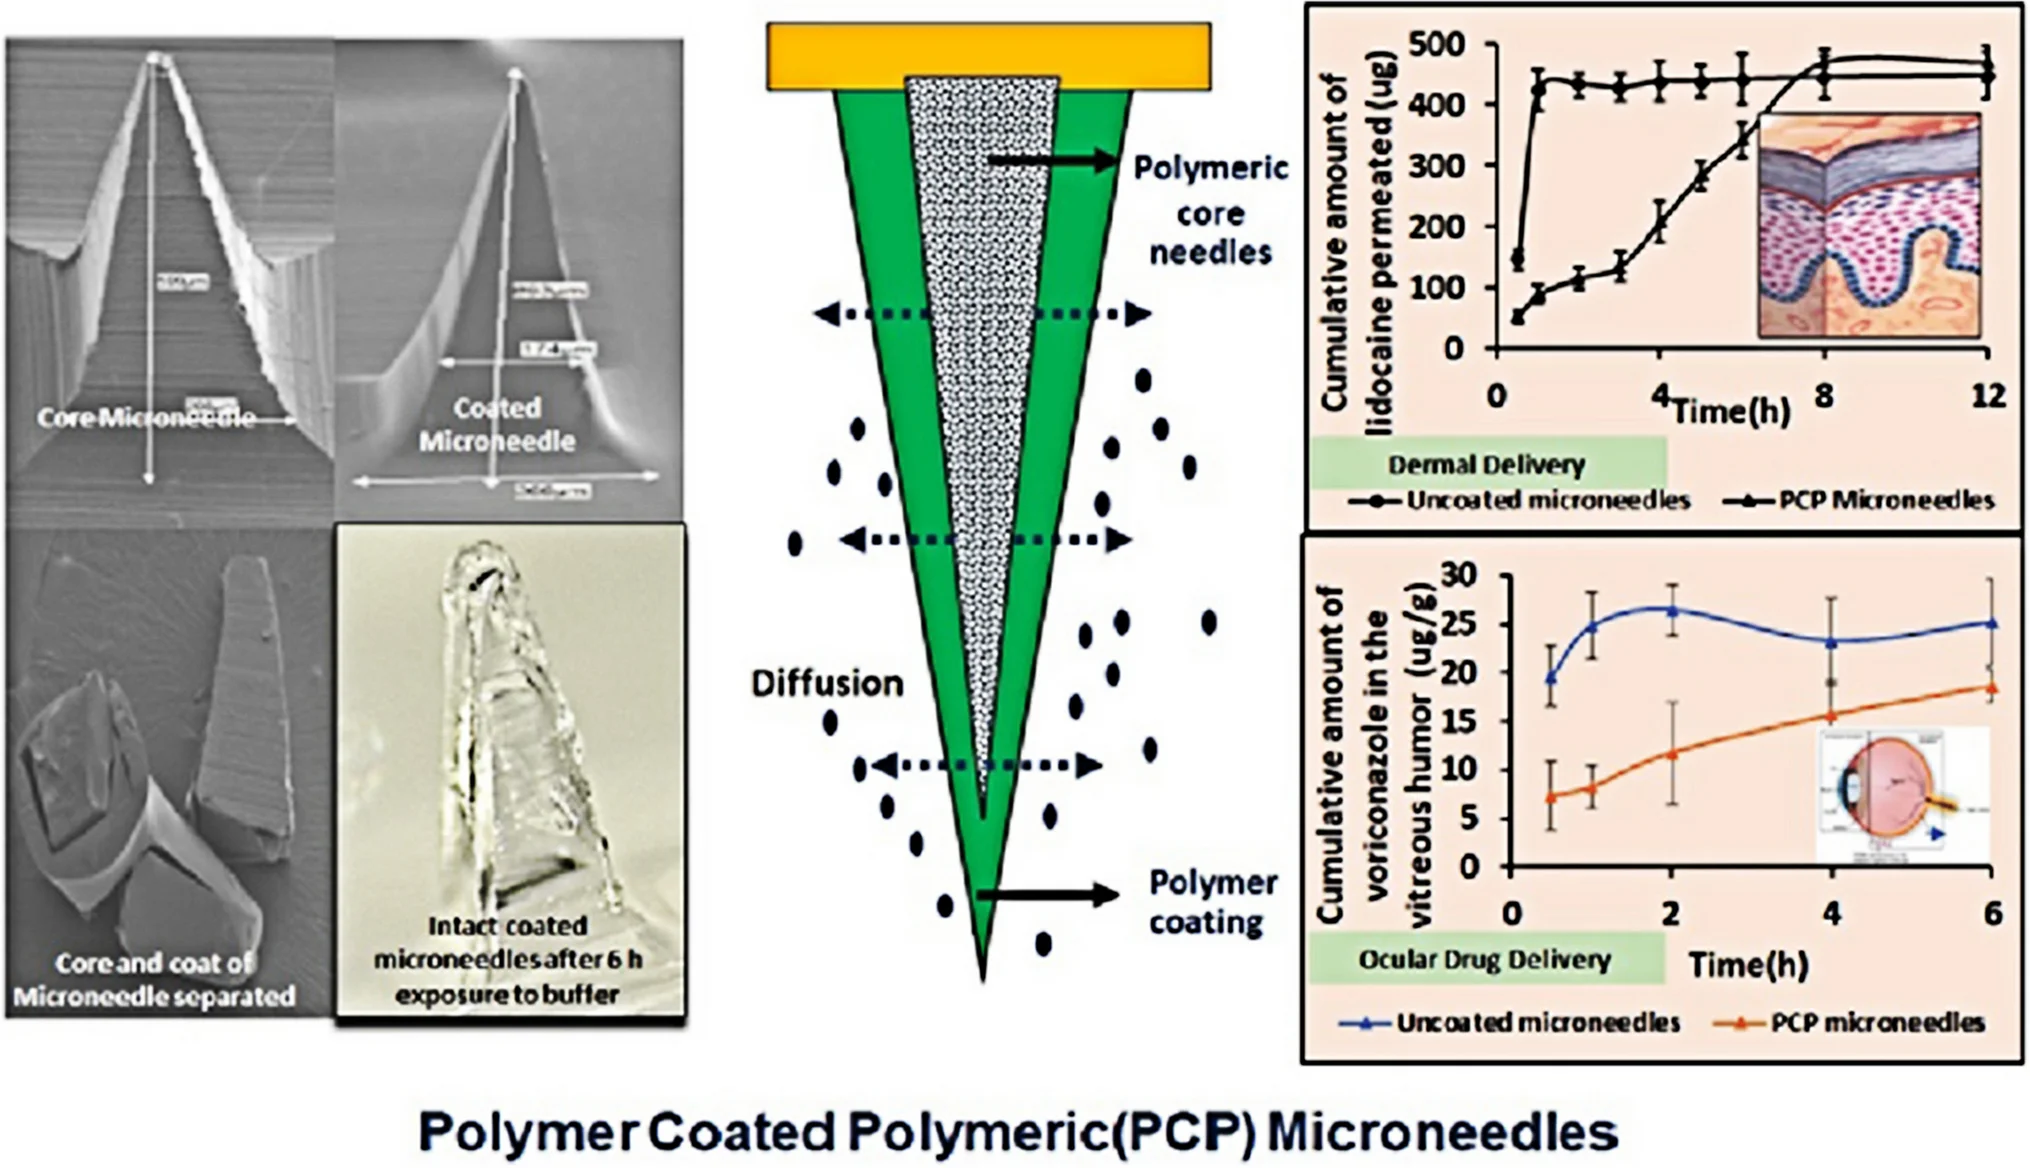 Core Microneedle
Coated
Microneedle
Core and coat of
Microneedle separated
Intact coated
microneedles after 6 h
exposure to buffer
Polymeric
core
needles
Diffusion
Polymer
coating
Cumulative amount of
lidocaine permeated (ug)
500
400
300
200
100
0
0 4 8 12
Time(h)
Dermal Delivery
Uncoated microneedles PCP Microneedles
Cumulative amount of
voriconazole in the
vitreous humor (ug/g)
30
25
20
15
10
5
0
0 2 4 6
Time(h)
Ocular Drug Delivery
Uncoated microneedles PCP microneedles
Polymer Coated Polymeric(PCP) Microneedles